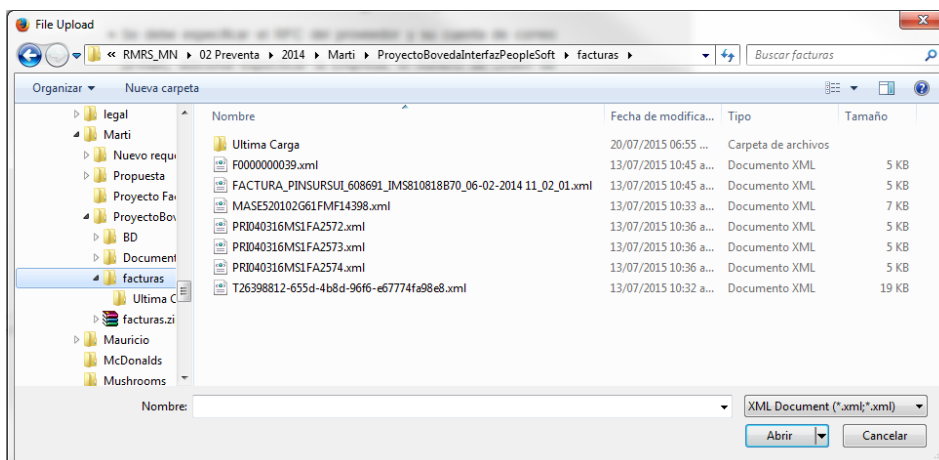 File Upload
« RMRS_MN ▸ 02 Preventa ▸ 2014 ▸ Marti ▸ ProyectoBovedaInterfazPeopleSoft ▸ facturas ▸
Buscar facturas
Organizar
Nueva carpeta
legal
Marti
Nuevo reque
Propuesta
Proyecto Fa
ProyectoBov
BD
Document
facturas
Ultima C
facturas.zi
Mauricio
McDonalds
Mushrooms
Nombre Fecha de modifica... Tipo Tamaño
Ultima Carga 20/07/2015 06:55 ... Carpeta de archivos
F0000000039.xml 13/07/2015 10:45 a... Documento XML 5 KB
FACTURA_PINSURSUI_608691_IMS810818B70_06-02-2014 11_02_01.xml 13/07/2015 10:45 a... Documento XML 5 KB
MASE520102G61FMF14398.xml 13/07/2015 10:33 a... Documento XML 7 KB
PRI040316MS1FA2572.xml 13/07/2015 10:36 a... Documento XML 5 KB
PRI040316MS1FA2573.xml 13/07/2015 10:36 a... Documento XML 5 KB
PRI040316MS1FA2574.xml 13/07/2015 10:36 a... Documento XML 5 KB
T26398812-655d-4b8d-96f6-e67774fa98e8.xml 13/07/2015 10:32 a... Documento XML 19 KB
Nombre:
XML Document (*.xml;*.xml)
Abrir
Cancelar